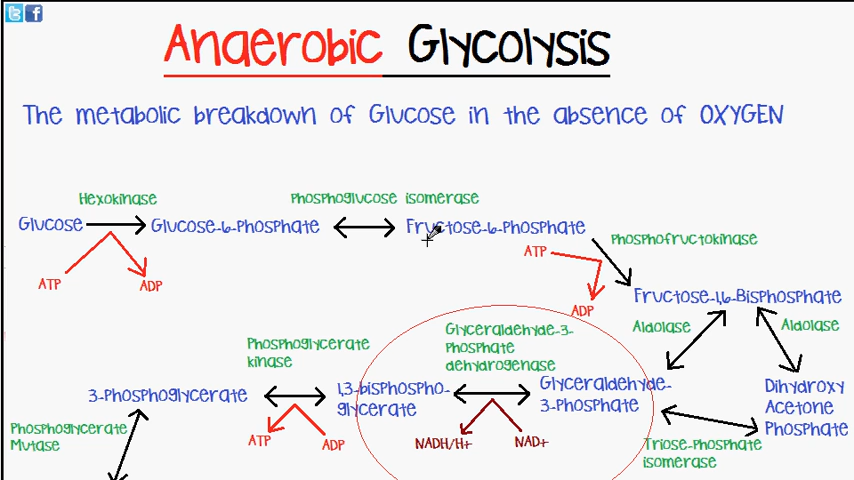 Anaerobic Glycolysis
The metabolic breakdown of Glucose in the absence of OXYGEN
Hexokinase
Phosphoglucose isomerase
Glucose
Glucose-6-Phosphate
Fructose-6-Phosphate
Phosphofructokinase
ATP
ADP
ATP
ADP
Fructose-1,6-Bisphosphate
Aldolase
Aldolase
Phosphoglycerate
kinase
Glyceraldehyde-3-
Phosphate
dehydrogenase
3-Phosphoglycerate
1,3-bisphospho-
glycerate
Glyceraldehyde-
3-Phosphate
Dihydroxy
Acetone
Phosphate
Phosphoglycerate
Mutase
ATP
ADP
NADH/H+
NAD+
Triose-Phosphate
isomerase